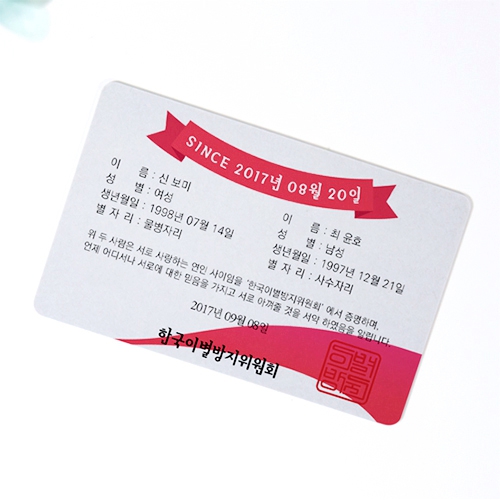 SINCE 2017년 08월 20일
이 름 : 신보미
성 별 : 여성
생년월일 : 1998년 07월 14일
별 자 리 : 물병자리
이 름 : 최윤호
성 별 : 남성
생년월일 : 1997년 12월 21일
별 자 리 : 사수자리
위 두 사람은 서로 사랑하는 연인 사이임을 '한국이별방지위원회' 에서 증명하며,
언제 어디서나 서로에 대한 믿음을 가지고 서로 아껴줄 것을 서약 하였음을 알립니다.
2017년 09월 08일
한국이별방지위원회
이별
방지